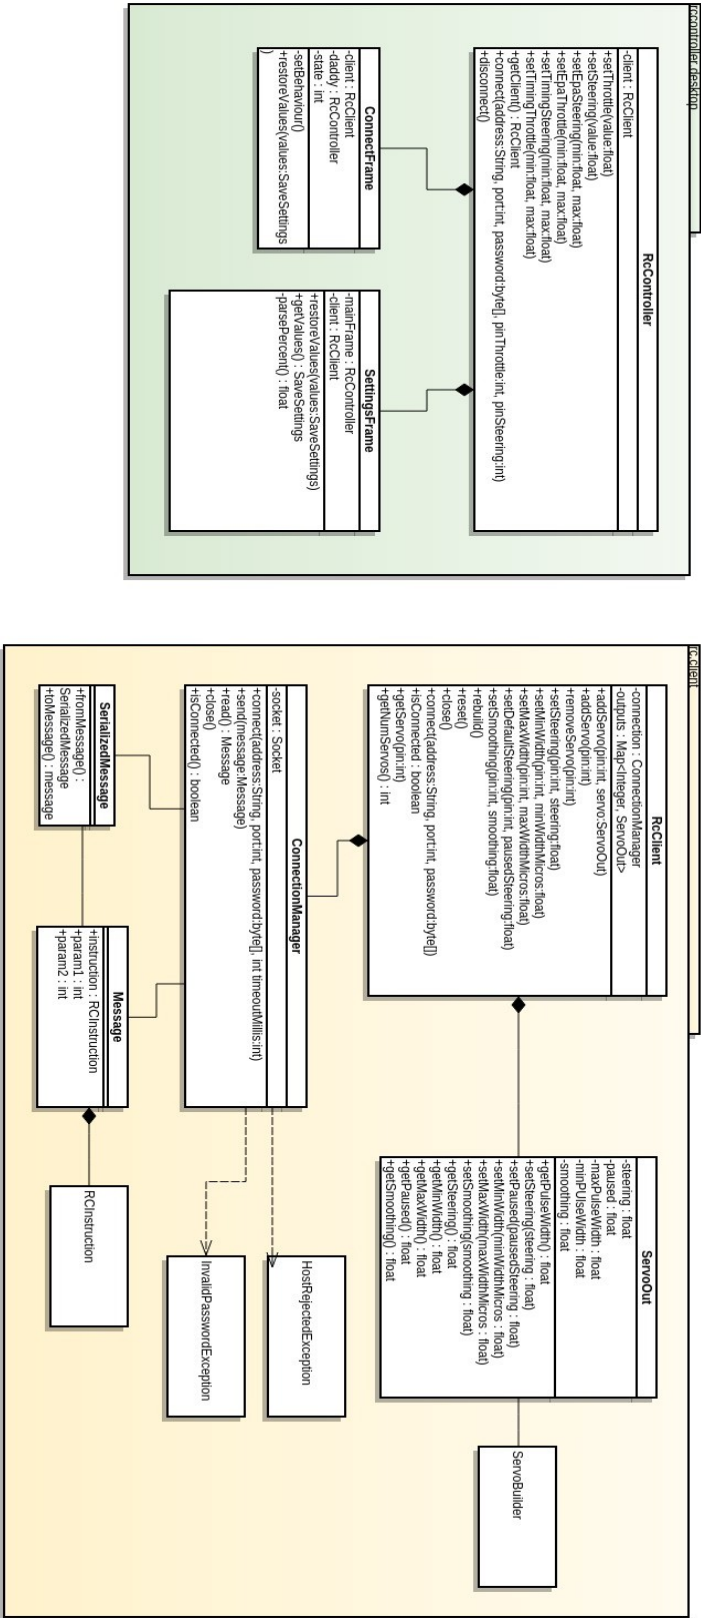 rccontroller.desktop
RcController
-client : RcClient
+setThrottle(value:float)
+setSteering(value:float)
+setEpaSteering(min:float, max:float)
+setEpaThrottle(min:float, max:float)
+setTimingSteering(min:float, max:float)
+setTimingThrottle(min:float, max:float)
+getClient() : RcClient
+connect(address:String, port:int, password:byte[], pinThrottle:int, pinSteering:int)
+disconnect()
ConnectFrame
-client : RcClient
-daddy : RcController
-state : int
-setBehaviour()
+restoreValues(values:SaveSettings
)
SettingsFrame
-mainFrame : RcController
-client : RcClient
+restoreValues(values:SaveSettings)
+getValues() : SaveSettings
-parsePercent() : float
rc.client
RcClient
-connection : ConnectionManager
-outputs : Map<Integer, ServoOut>
+addServo(pin:int, servo:ServoOut)
+addServo(pin:int)
+removeServo(pin:int)
+setSteering(pin:int, steering:float)
+setMinWidth(pin:int, minWidthMicros:float)
+setMaxWidth(pin:int, maxWidthMicros:float)
+setDefaultSteering(pin:int, pausedSteering:float)
+setSmoothing(pin:int, smoothing:float)
+rebuild()
+reset()
+close()
+connect(address:String, port:int, password:byte[])
+isConnected : boolean
+getServo(pin:int)
+getNumServos() : int
ServoOut
-steering : float
-paused : float
-maxPulseWidth : float
-minPUlseWidth : float
-smoothing : float
+getPulseWidth() : float
+setSteering(steering : float)
+setPaused(pausedSteering : float)
+setMinWidth(minWidthMicros : float)
+setMaxWidth(maxWidthMicros : float)
+setSmoothing(smoothing : float)
+getSteering() : float
+getMinWidth() : float
+getMaxWidth() : float
+getPaused() : float
+getSmoothing() : float
ServoBuilder
ConnectionManager
-socket : Socket
+connect(address:String, port:int, password:byte[], int timeoutMillis:int)
+send(message:Message)
+read() : Message
+close()
+isConnected() : boolean
HostRejectedException
InvalidPasswordException
SerializedMessage
+fromMessage() :
SerializedMessage
+toMessage() : message
Message
+instruction : RCInstruction
+param1 : int
+param2 : int
RCInstruction